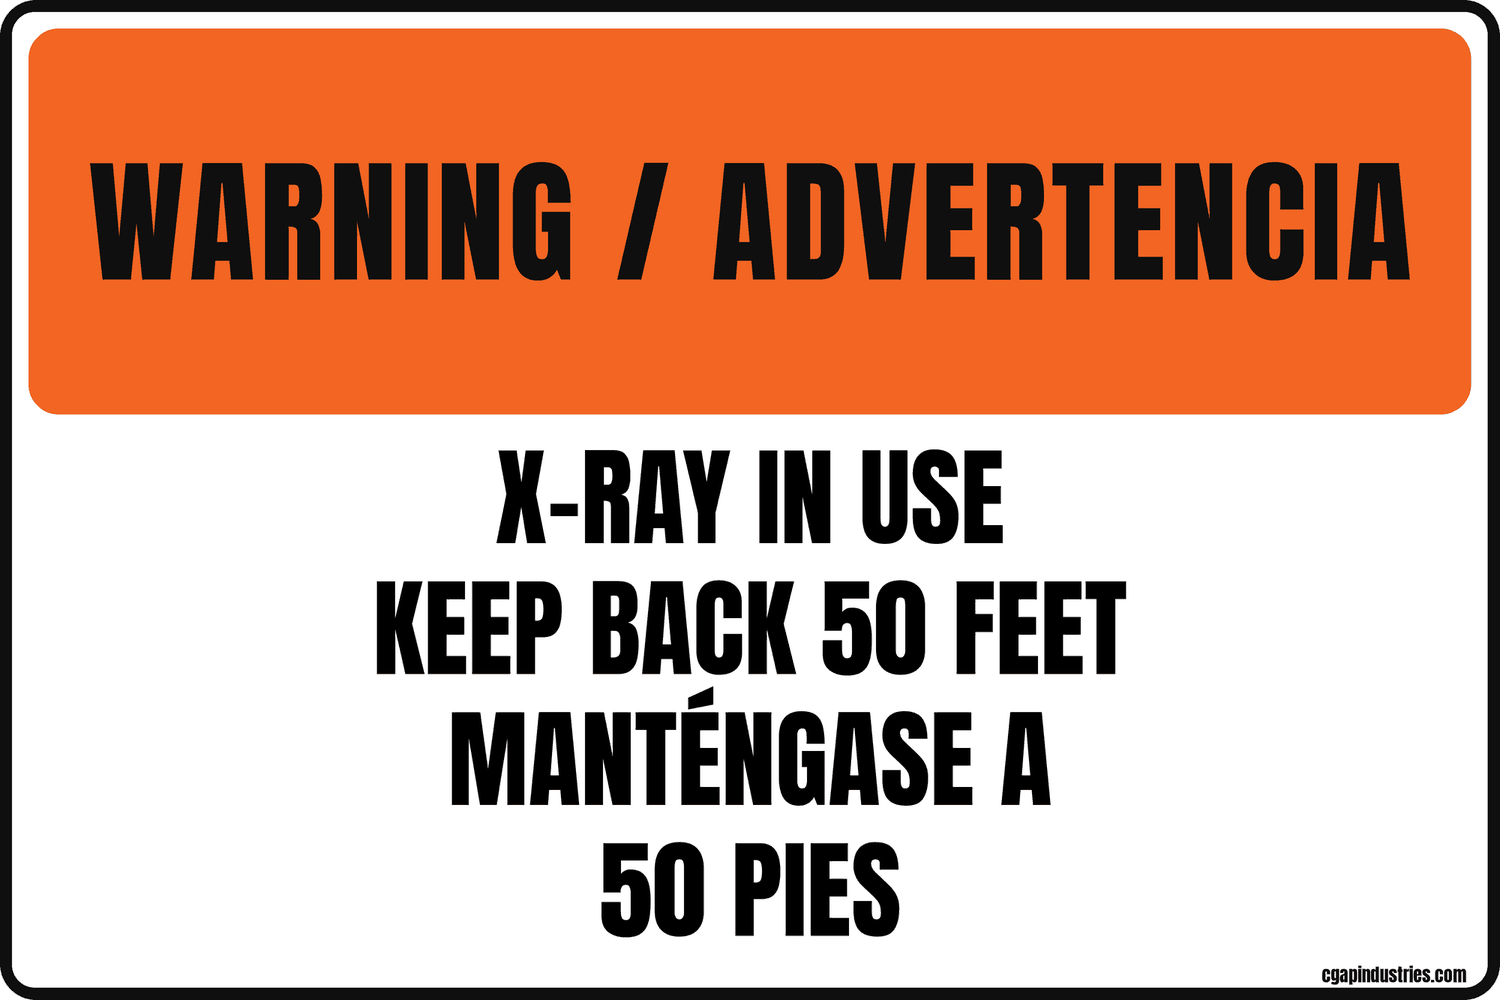 WARNING / ADVERTENCIA
X-RAY IN USE
KEEP BACK 50 FEET
MANTÉNGASE A
50 PIES
cgapindustries.com